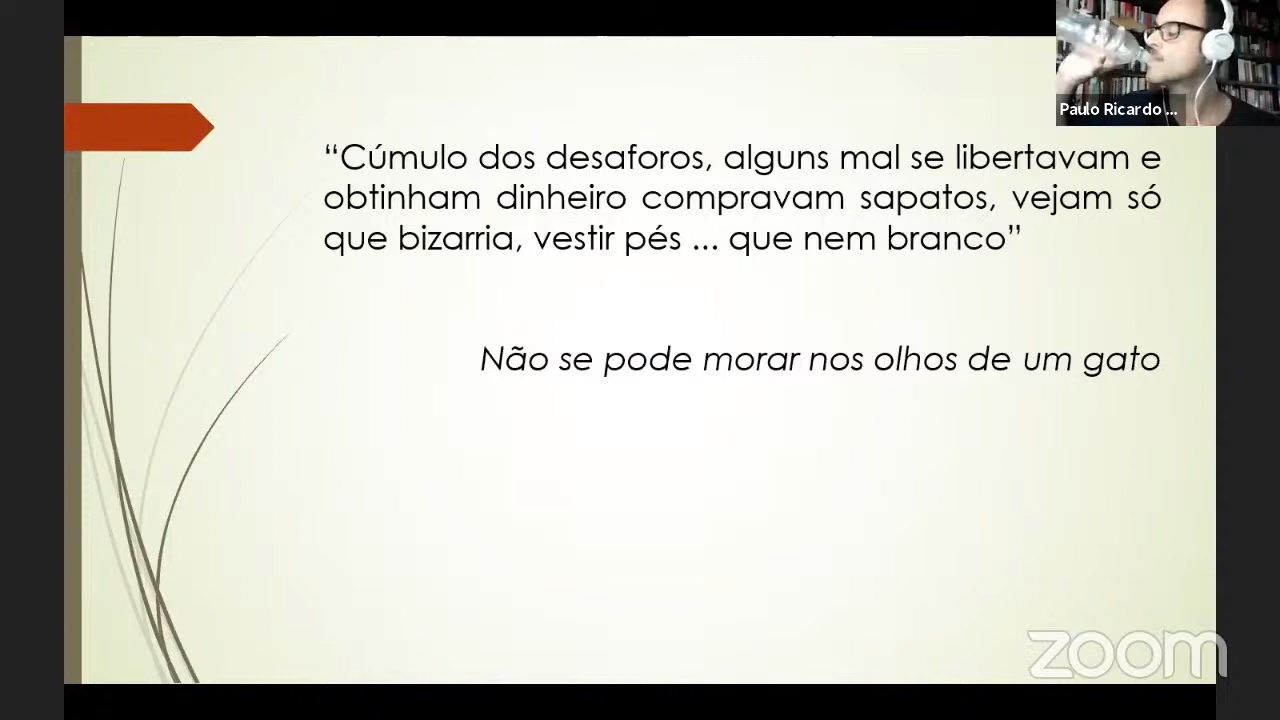 Paulo Ricardo ...
“Cúmulo dos desaforos, alguns mal se libertavam e
obtinham dinheiro compravam sapatos, vejam só
que bizarria, vestir pés ... que nem branco”
Não se pode morar nos olhos de um gato
zoom